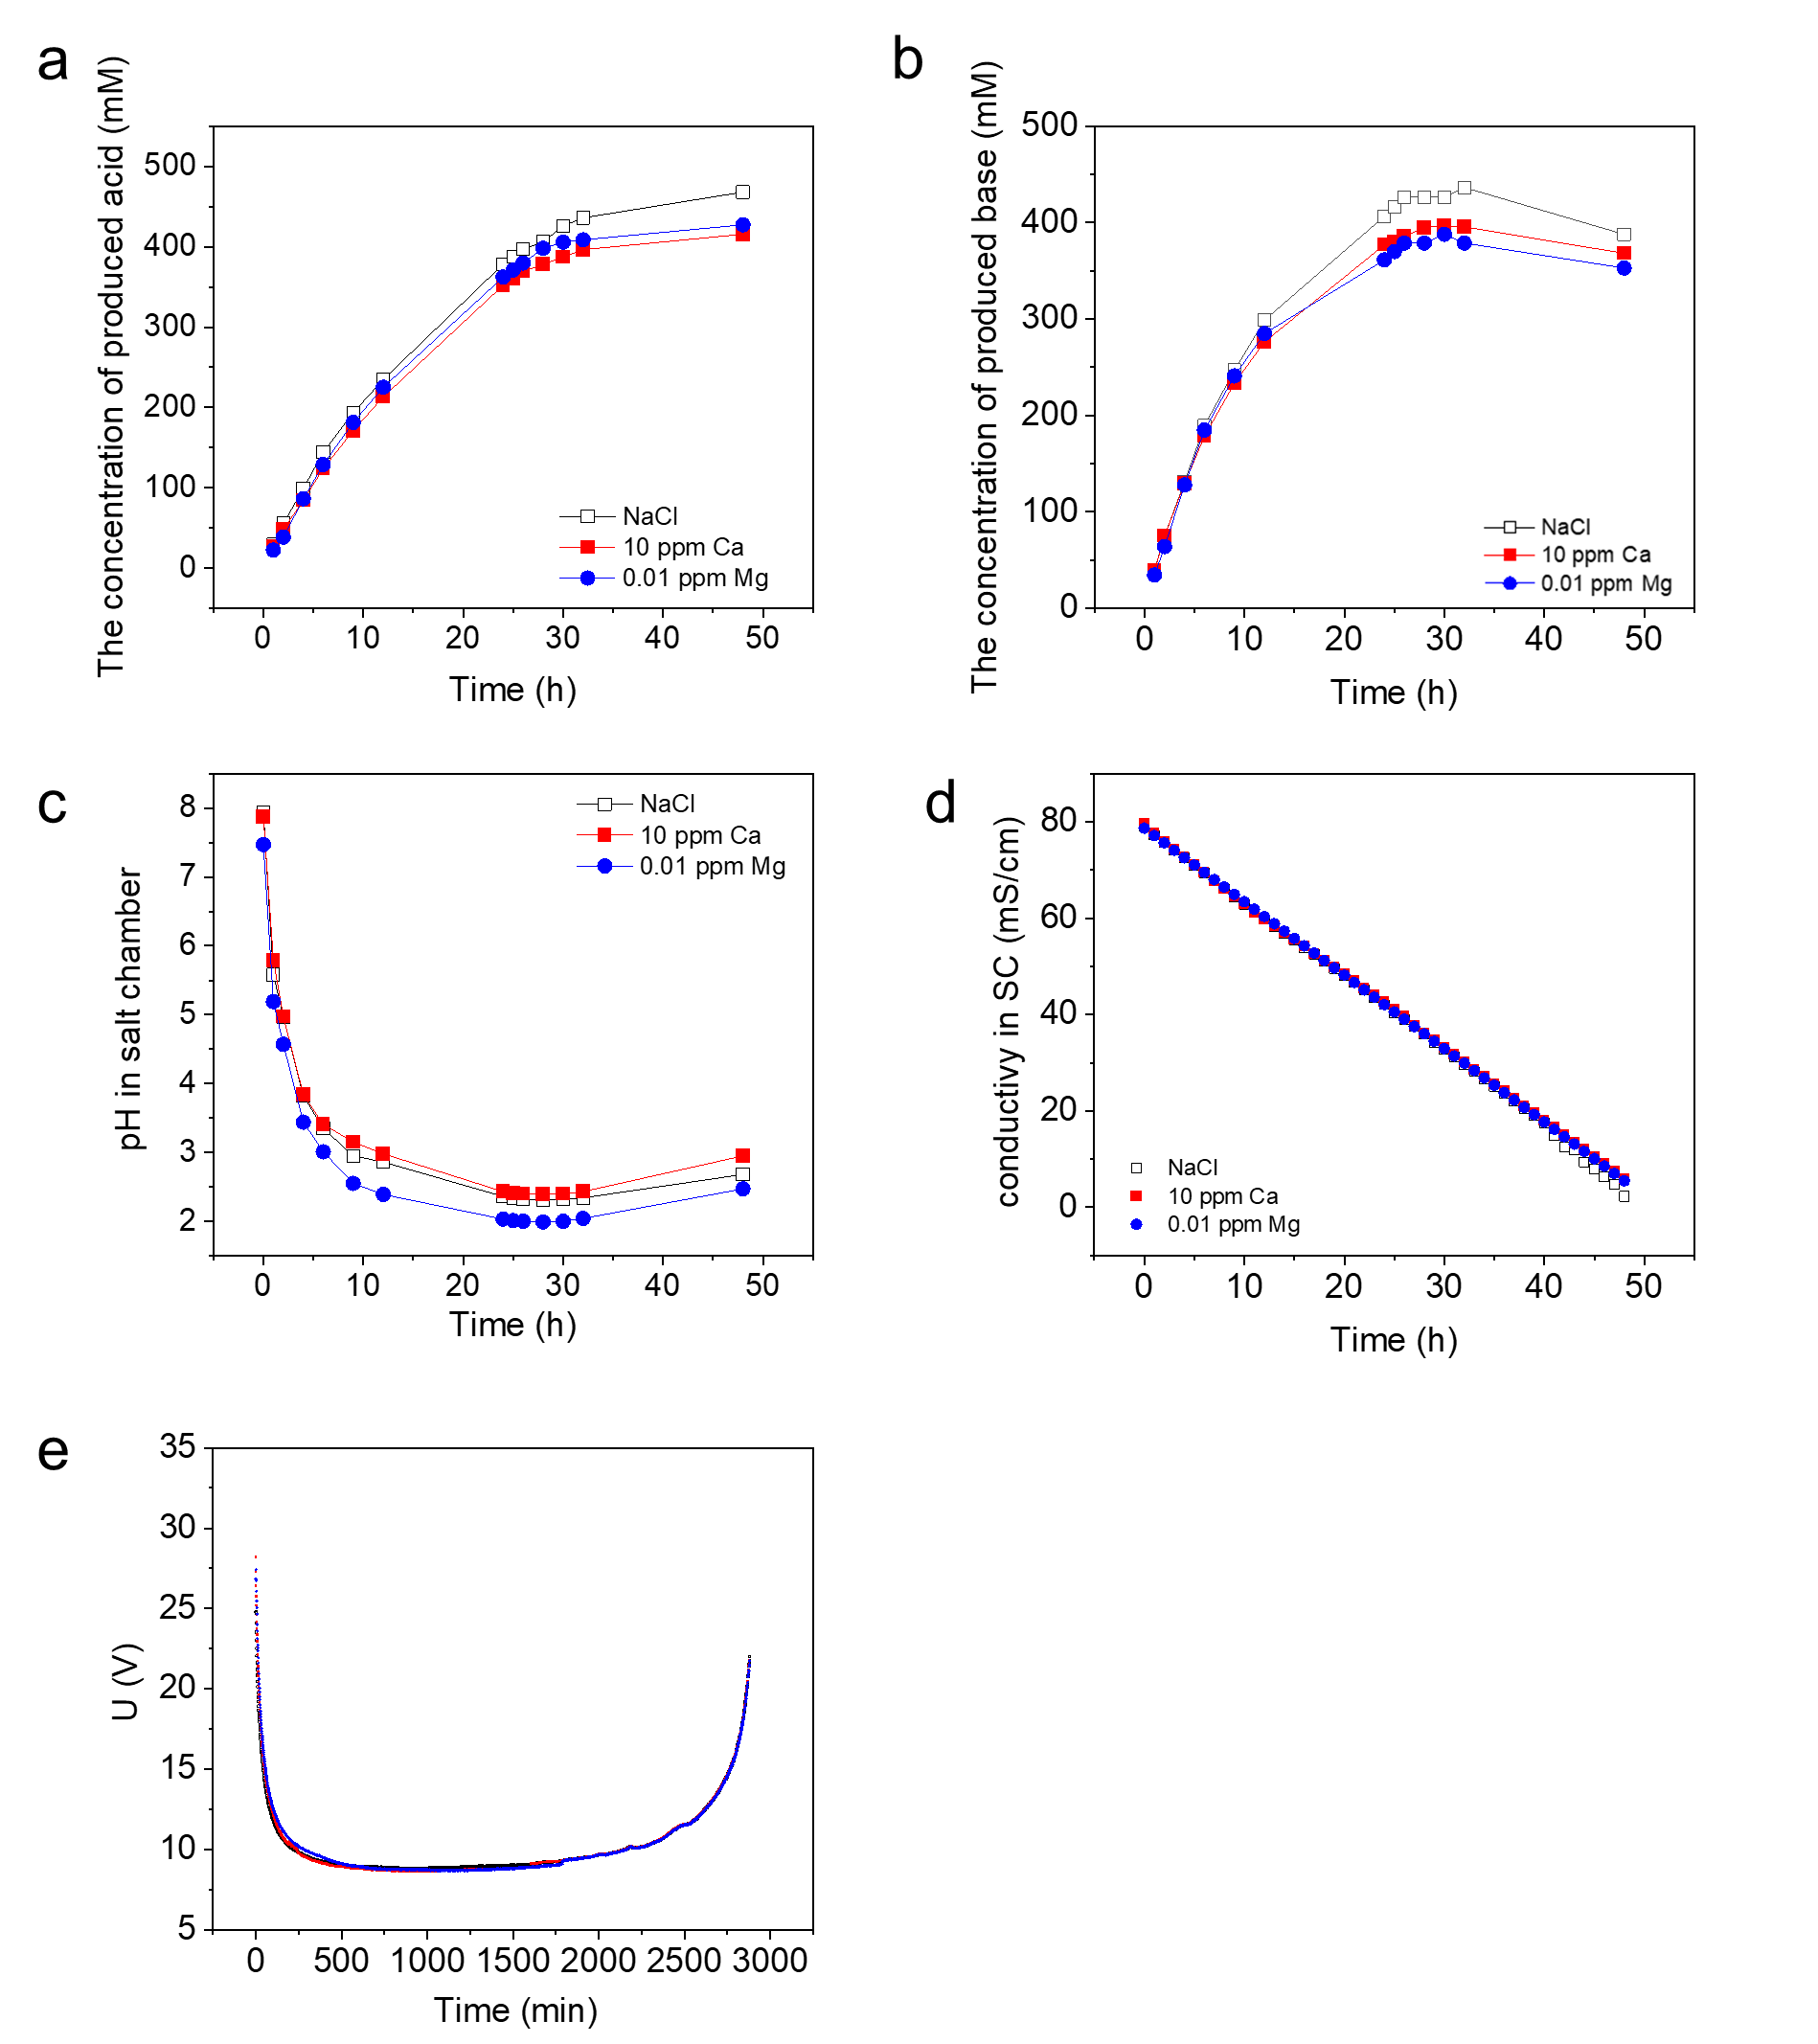 a
The concentration of produced acid (mM)
500
400
300
200
100
0
NaCl
10 ppm Ca
0.01 ppm Mg
0 10 20 30 40 50
Time (h)
b
The concentration of produced base (mM)
500
400
300
200
100
0
NaCl
10 ppm Ca
0.01 ppm Mg
0 10 20 30 40 50
Time (h)
c
pH in salt chamber
8
7
6
5
4
3
2
NaCl
10 ppm Ca
0.01 ppm Mg
0 10 20 30 40 50
Time (h)
d
conductivy in SC (mS/cm)
80
60
40
20
0
NaCl
10 ppm Ca
0.01 ppm Mg
0 10 20 30 40 50
Time (h)
e
U (V)
35
30
25
20
15
10
5
0 500 1000 1500 2000 2500 3000
Time (min)